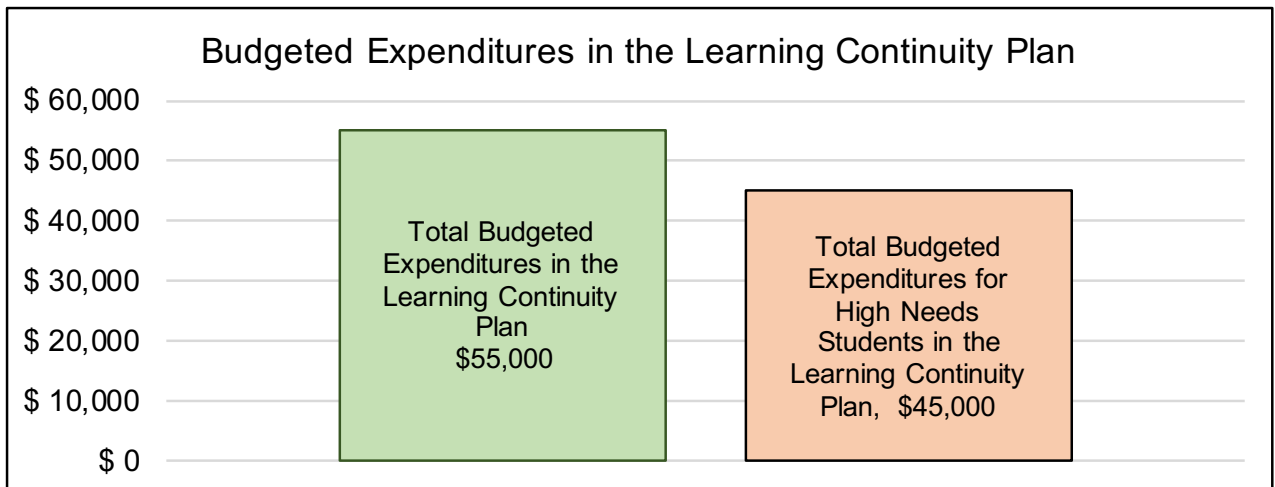 Budgeted Expenditures in the Learning Continuity Plan
$ 60,000
$ 50,000
$ 40,000
$ 30,000
$ 20,000
$ 10,000
$ 0
Total Budgeted
Expenditures in the
Learning Continuity
Plan
$55,000
Total Budgeted
Expenditures for
High Needs
Students in the
Learning Continuity
Plan, $45,000